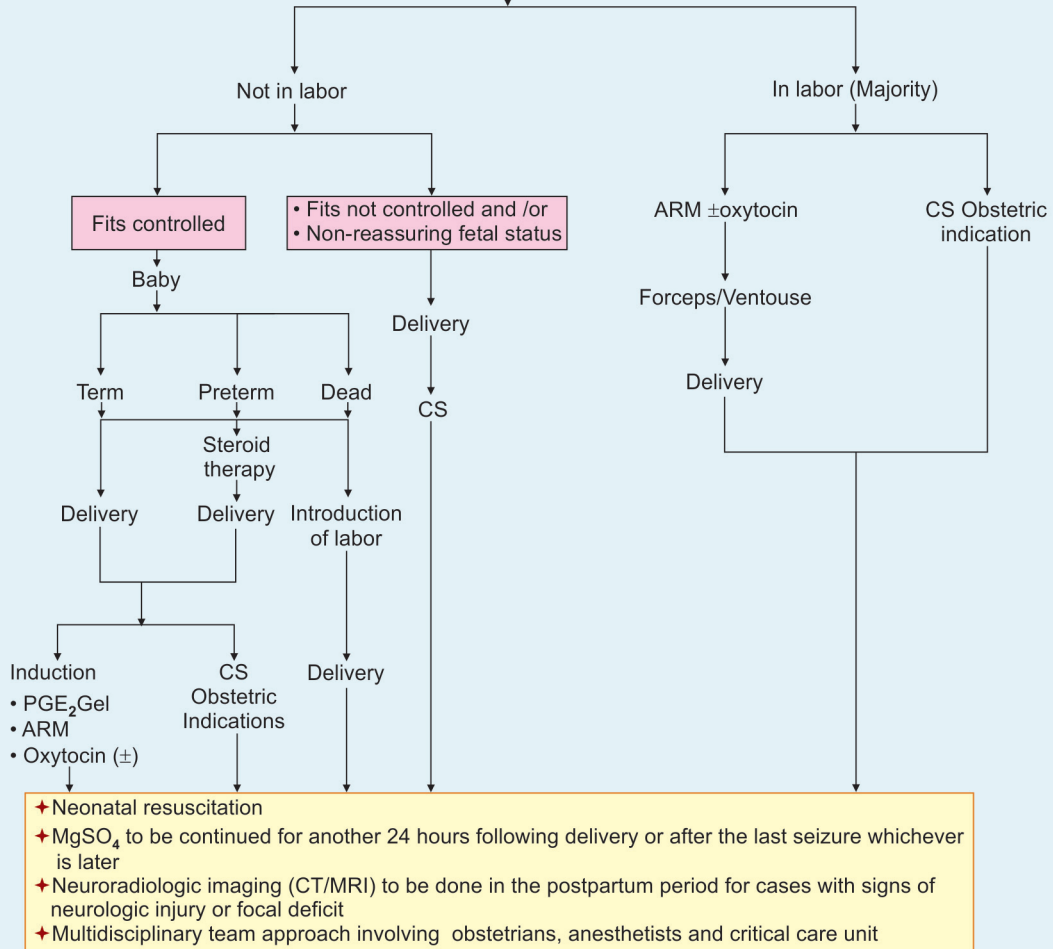 Not in labor
In labor (Majority)
Fits controlled
• Fits not controlled and /or
• Non-reassuring fetal status
ARM ±oxytocin
CS Obstetric
indication
Baby
Forceps/Ventouse
Delivery
Delivery
Term
Preterm
Dead
CS
Steroid
therapy
Delivery
Delivery
Introduction
of labor
Induction
• PGE₂Gel
• ARM
• Oxytocin (±)
CS
Obstetric
Indications
Delivery
✦Neonatal resuscitation
✦MgSO₄ to be continued for another 24 hours following delivery or after the last seizure whichever
is later
✦Neuroradiologic imaging (CT/MRI) to be done in the postpartum period for cases with signs of
neurologic injury or focal deficit
✦Multidisciplinary team approach involving obstetrians, anesthetists and critical care unit